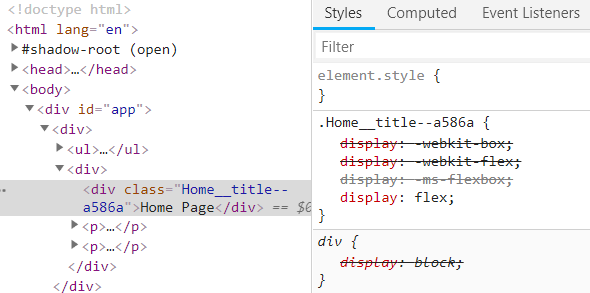 <!doctype html>
<html lang="en">
#shadow-root (open)
<head>…</head>
<body>
<div id="app">
<div>
<ul>…</ul>
<div>
<div class="Home__title--
a586a">Home Page</div> == $0
<p>…</p>
<p>…</p>
</div>
</div>
Styles Computed Event Listeners
Filter
element.style {
}
.Home__title--a586a {
display: -webkit-box;
display: -webkit-flex;
display: -ms-flexbox;
display: flex;
}
div {
display: block;
}